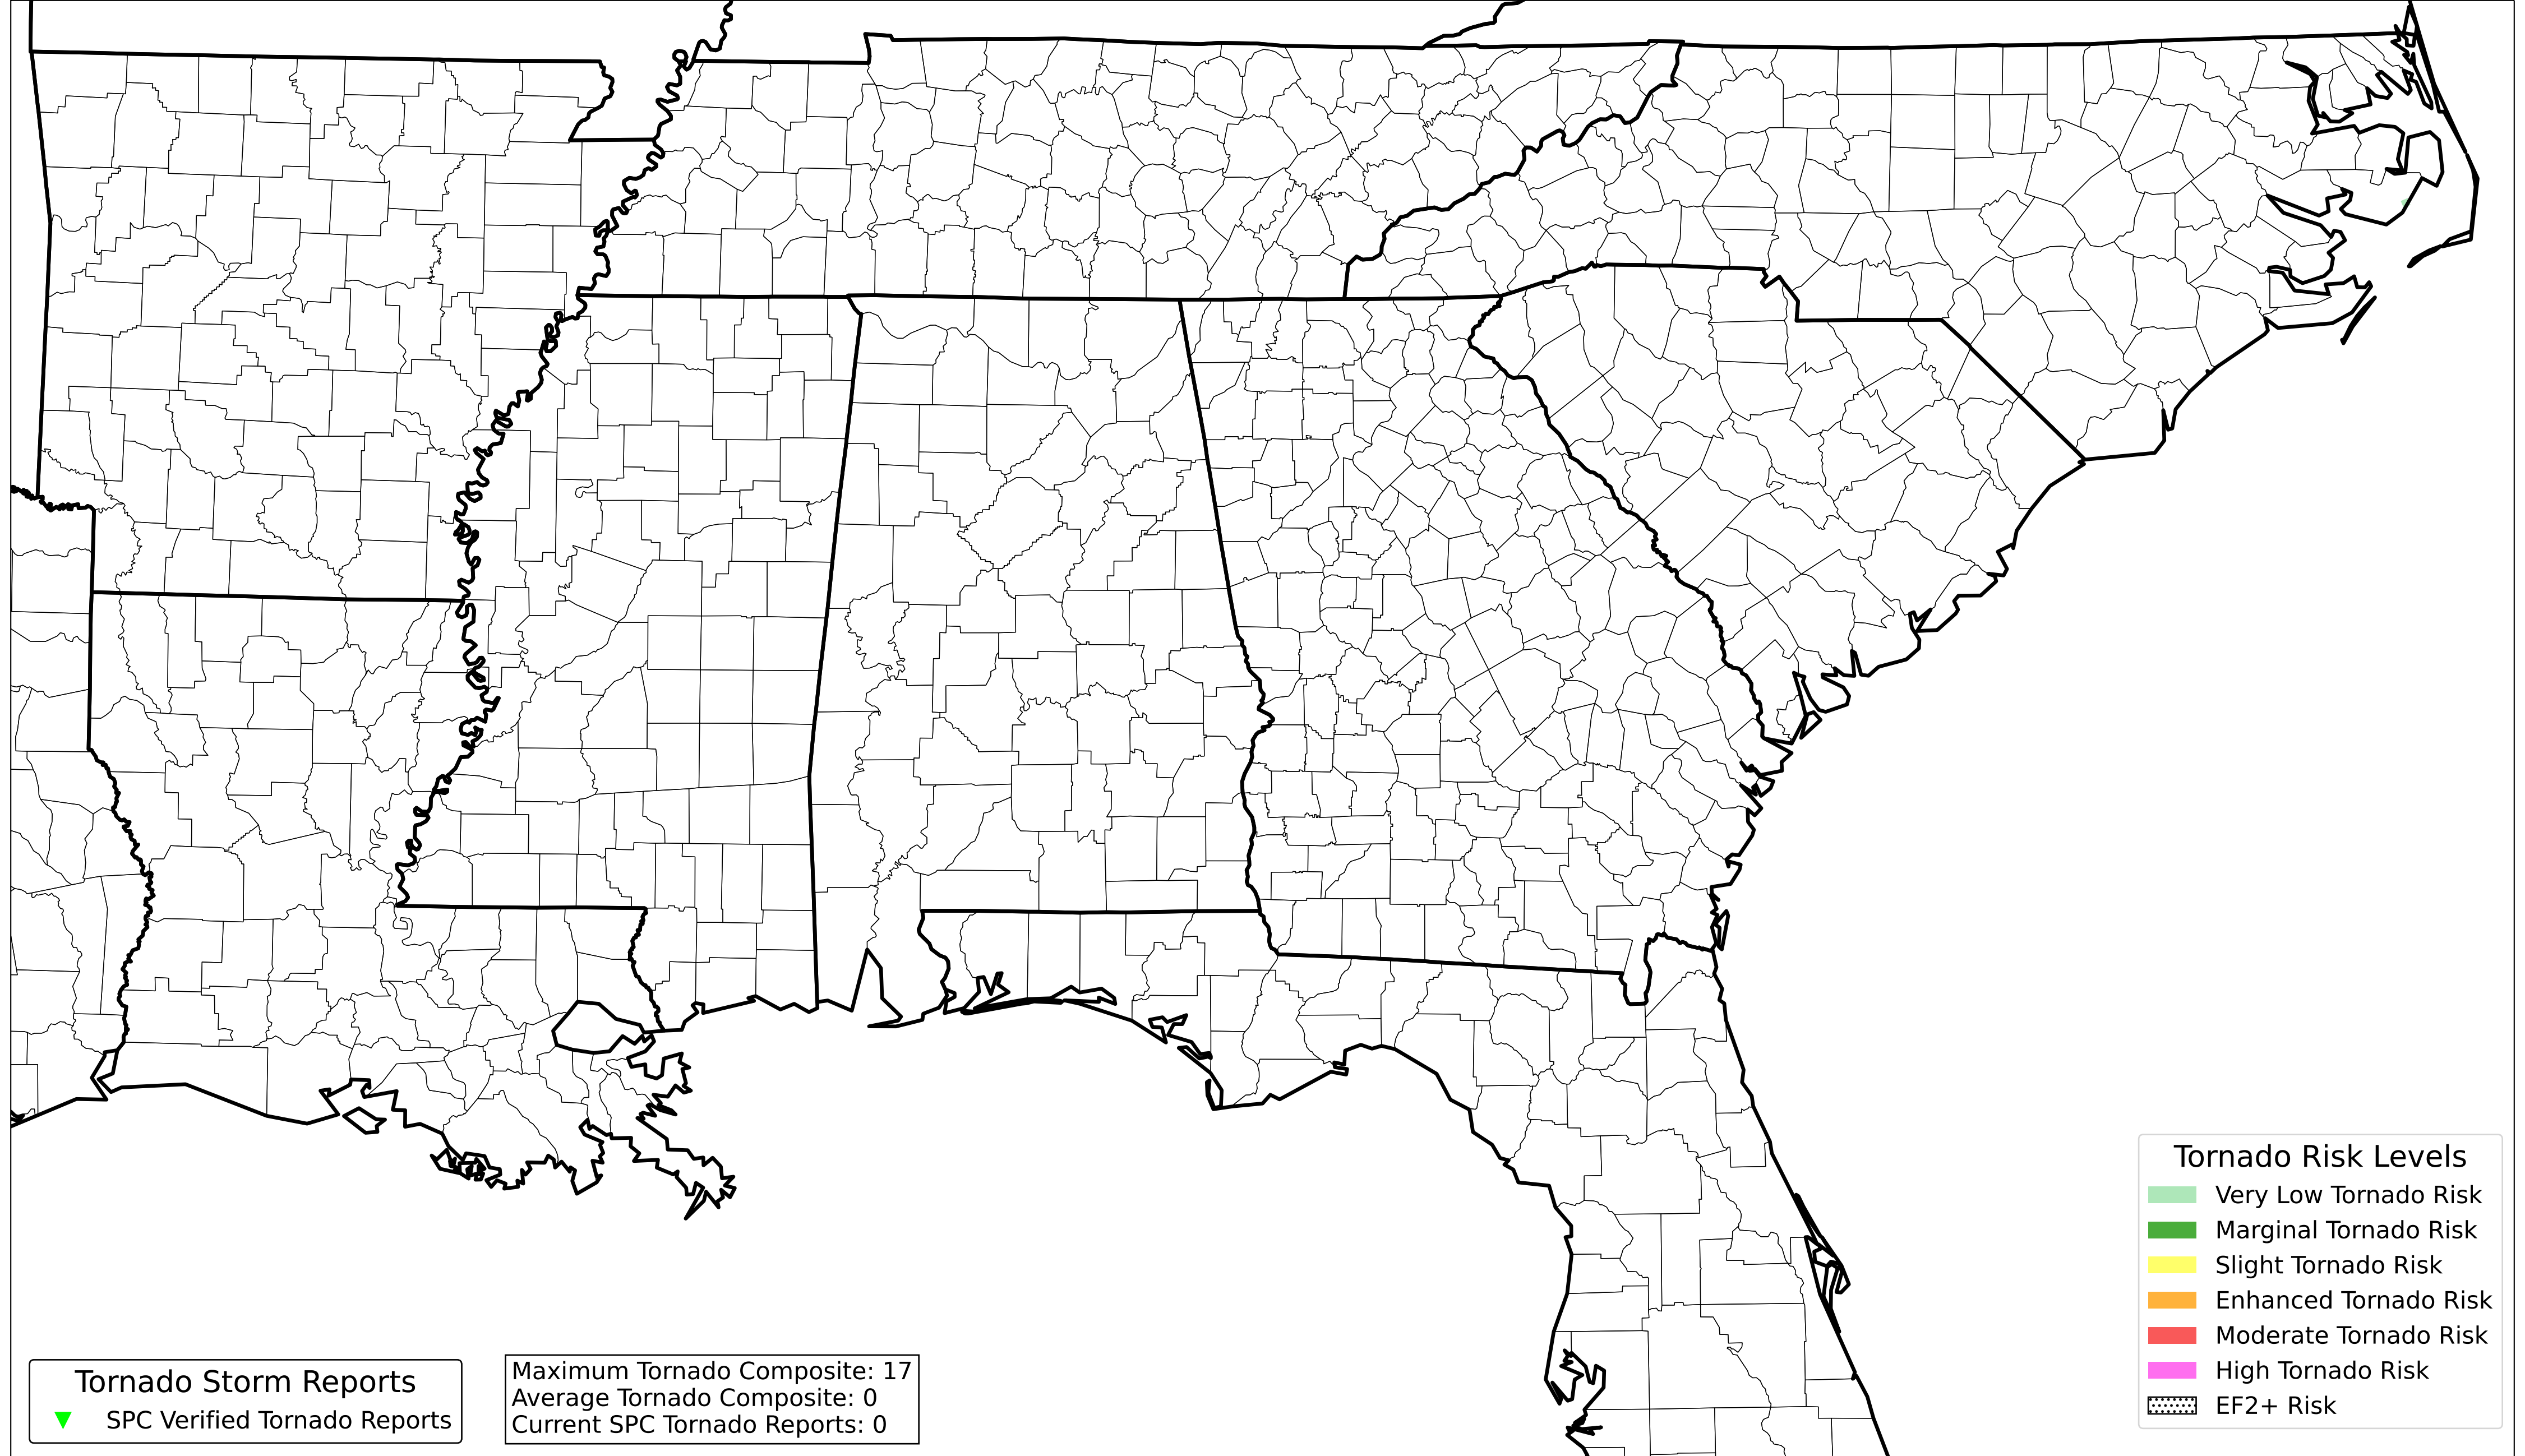 Tornado Risk Levels
Very Low Tornado Risk
Marginal Tornado Risk
Slight Tornado Risk
Enhanced Tornado Risk
Moderate Tornado Risk
High Tornado Risk
EF2+ Risk
Tornado Storm Reports
SPC Verified Tornado Reports
Maximum Tornado Composite: 17
Average Tornado Composite: 0
Current SPC Tornado Reports: 0